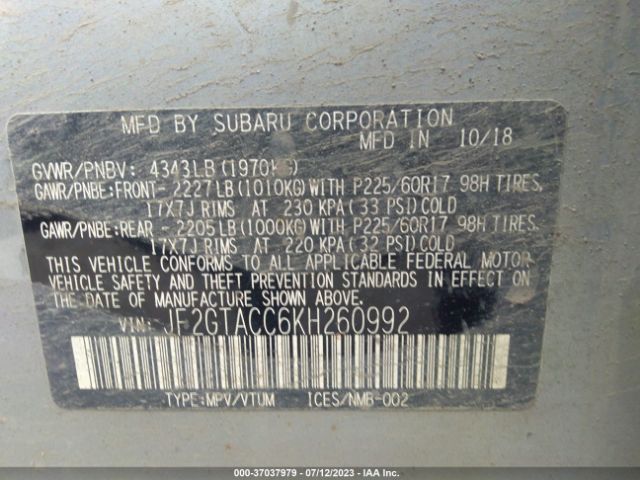 MFD BY SUBARU CORPORATION
MFD IN 10/18
GVWR/PNBV: 4343LB(1970KG)
GAWR/PNBE:FRONT- 2227LB(1010KG)WITH P225/60R17 98H TIRES,
17X7J RIMS AT 230 KPA(33 PSI)COLD
GAWR/PNBE:REAR - 2205LB(1000KG)WITH P225/60R17 98H TIRES,
17X7J RIMS AT 220 KPA(32 PSI)COLD
THIS VEHICLE CONFORMS TO ALL APPLICABLE FEDERAL MOTOR
VEHICLE SAFETY AND THEFT PREVENTION STANDARDS IN EFFECT ON
THE DATE OF MANUFACTURE SHOWN ABOVE.
VIN: JF2GTACC6KH260992
TYPE:MPV/VTUM ICES/NMB-002
000-37037979 - 07/12/2023 - IAA Inc.